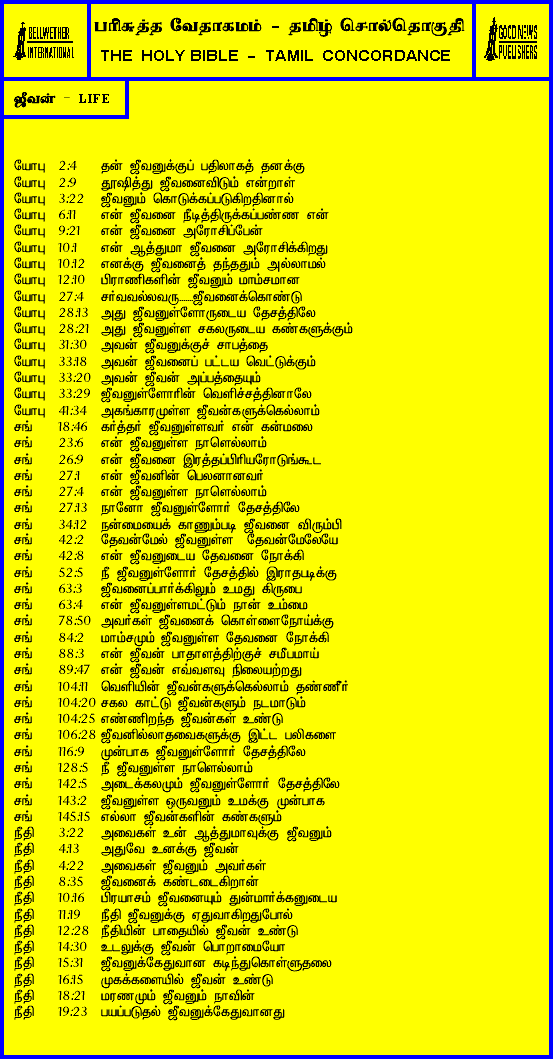 BELLWETHER
INTERNATIONAL
பரிசுத்த வேதாகமம் - தமிழ் சொல்தொகுதி
THE HOLY BIBLE - TAMIL CONCORDANCE
GOOD NEWS
PUBLISHERS
ஜீவன் - LIFE
யோபு 2:4 தன் ஜீவனுக்குப் பதிலாகத் தனக்கு
யோபு 2:9 தூஷித்து ஜீவனைவிடும் என்றாள்
யோபு 3:22 ஜீவனும் கொடுக்கப்படுகிறதினால்
யோபு 6:11 என் ஜீவனை நீடித்திருக்கப்பண்ண என்
யோபு 9:21 என் ஜீவனை அரோசிப்பேன்
யோபு 10:1 என் ஆத்துமா ஜீவனை அரோசிக்கிறது
யோபு 10:12 எனக்கு ஜீவனைத் தந்ததும் அல்லாமல்
யோபு 12:10 பிராணிகளின் ஜீவனும் மாம்சமான
யோபு 27:4 சர்வவல்லவரு.....ஜீவனைக்கொண்டு
யோபு 28:13 அது ஜீவனுள்ளோருடைய தேசத்திலே
யோபு 28:21 அது ஜீவனுள்ள சகலருடைய கண்களுக்கும்
யோபு 31:30 அவன் ஜீவனுக்குச் சாபத்தை
யோபு 33:18 அவன் ஜீவனைப் பட்டய வெட்டுக்கும்
யோபு 33:20 அவன் ஜீவன் அப்பத்தையும்
யோபு 33:29 ஜீவனுள்ளோரின் வெளிச்சத்தினாலே
யோபு 41:34 அகங்காரமுள்ள ஜீவன்களுக்கெல்லாம்
சங் 18:46 கர்த்தர் ஜீவனுள்ளவர் என் கன்மலை
சங் 23:6 என் ஜீவனுள்ள நாளெல்லாம்
சங் 26:9 என் ஜீவனை இரத்தப்பிரியரோடுங்கூட
சங் 27:1 என் ஜீவனின் பெலனானவர்
சங் 27:4 என் ஜீவனுள்ள நாளெல்லாம்
சங் 27:13 நானோ ஜீவனுள்ளோர் தேசத்திலே
சங் 34:12 நன்மையைக் காணும்படி ஜீவனை விரும்பி
சங் 42:2 தேவன்மேல் ஜீவனுள்ள தேவன்மேலேயே
சங் 42:8 என் ஜீவனுடைய தேவனை நோக்கி
சங் 52:5 நீ ஜீவனுள்ளோர் தேசத்தில் இராதபடிக்கு
சங் 63:3 ஜீவனைப்பார்க்கிலும் உமது கிருபை
சங் 63:4 என் ஜீவனுள்ளமட்டும் நான் உம்மை
சங் 78:50 அவர்கள் ஜீவனைக் கொள்ளைநோய்க்கு
சங் 84:2 மாம்சமும் ஜீவனுள்ள தேவனை நோக்கி
சங் 88:3 என் ஜீவன் பாதாளத்திற்குச் சமீபமாய்
சங் 89:47 என் ஜீவன் எவ்வளவு நிலையற்றது
சங் 104:11 வெளியின் ஜீவன்களுக்கெல்லாம் தண்ணீர்
சங் 104:20 சகல காட்டு ஜீவன்களும் நடமாடும்
சங் 104:25 எண்ணிறந்த ஜீவன்கள் உண்டு
சங் 106:28 ஜீவனில்லாதவைகளுக்கு இட்ட பலிகளை
சங் 116:9 முன்பாக ஜீவனுள்ளோர் தேசத்திலே
சங் 128:5 நீ ஜீவனுள்ள நாளெல்லாம்
சங் 142:5 அடைக்கலமும் ஜீவனுள்ளோர் தேசத்திலே
சங் 143:2 ஜீவனுள்ள ஒருவனும் உமக்கு முன்பாக
சங் 145:15 எல்லா ஜீவன்களின் கண்களும்
நீதி 3:22 அவைகள் உன் ஆத்துமாவுக்கு ஜீவனும்
நீதி 4:13 அதுவே உனக்கு ஜீவன்
நீதி 4:22 அவைகள் ஜீவனும் அவர்கள்
நீதி 8:35 ஜீவனைக் கண்டடைகிறான்
நீதி 10:16 பிரயாசம் ஜீவனையும் துன்மார்க்கனுடைய
நீதி 11:19 நீதி ஜீவனுக்கு ஏதுவாகிறதுபோல்
நீதி 12:28 நீதியின் பாதையில் ஜீவன் உண்டு
நீதி 14:30 உடலுக்கு ஜீவன் பொறாமையோ
நீதி 15:31 ஜீவனுக்கேதுவான கடிந்துகொள்ளுதலை
நீதி 16:15 முகக்களையில் ஜீவன் உண்டு
நீதி 18:21 மரணமும் ஜீவனும் நாவின்
நீதி 19:23 பயப்படுதல் ஜீவனுக்கேதுவானது